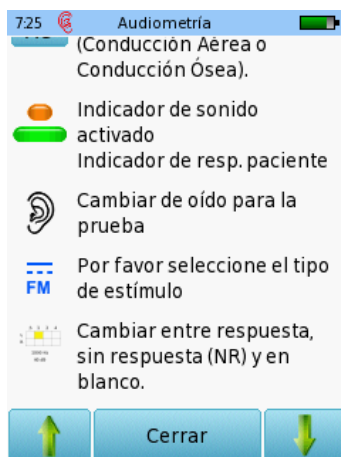 7:25 Audiometría
(Conducción Aérea o
Conducción Ósea).
Indicador de sonido
activado
Indicador de resp. paciente
Cambiar de oído para la
prueba
FM
Por favor seleccione el tipo
de estímulo
Cambiar entre respuesta,
sin respuesta (NR) y en
blanco.
Cerrar